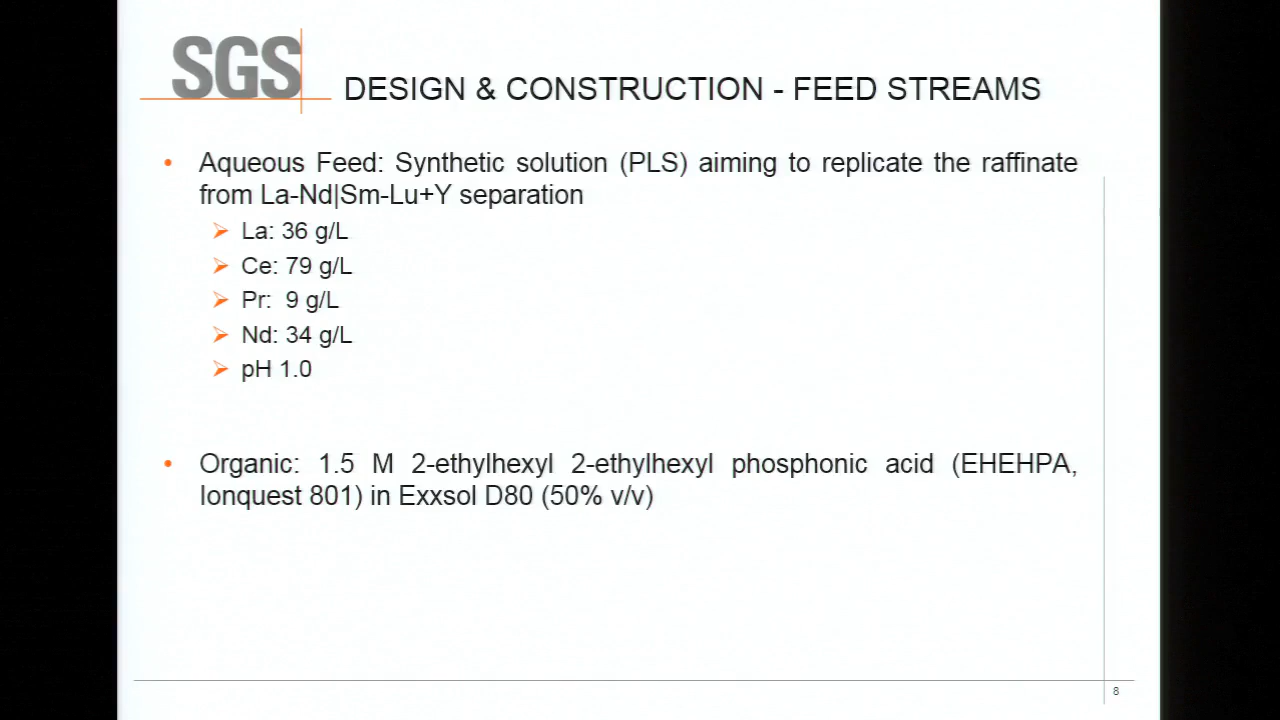 SGS
DESIGN & CONSTRUCTION - FEED STREAMS
• Aqueous Feed: Synthetic solution (PLS) aiming to replicate the raffinate
from La-Nd|Sm-Lu+Y separation
➢ La: 36 g/L
➢ Ce: 79 g/L
➢ Pr: 9 g/L
➢ Nd: 34 g/L
➢ pH 1.0
• Organic: 1.5 M 2-ethylhexyl 2-ethylhexyl phosphonic acid (EHEHPA,
Ionquest 801) in Exxsol D80 (50% v/v)
8